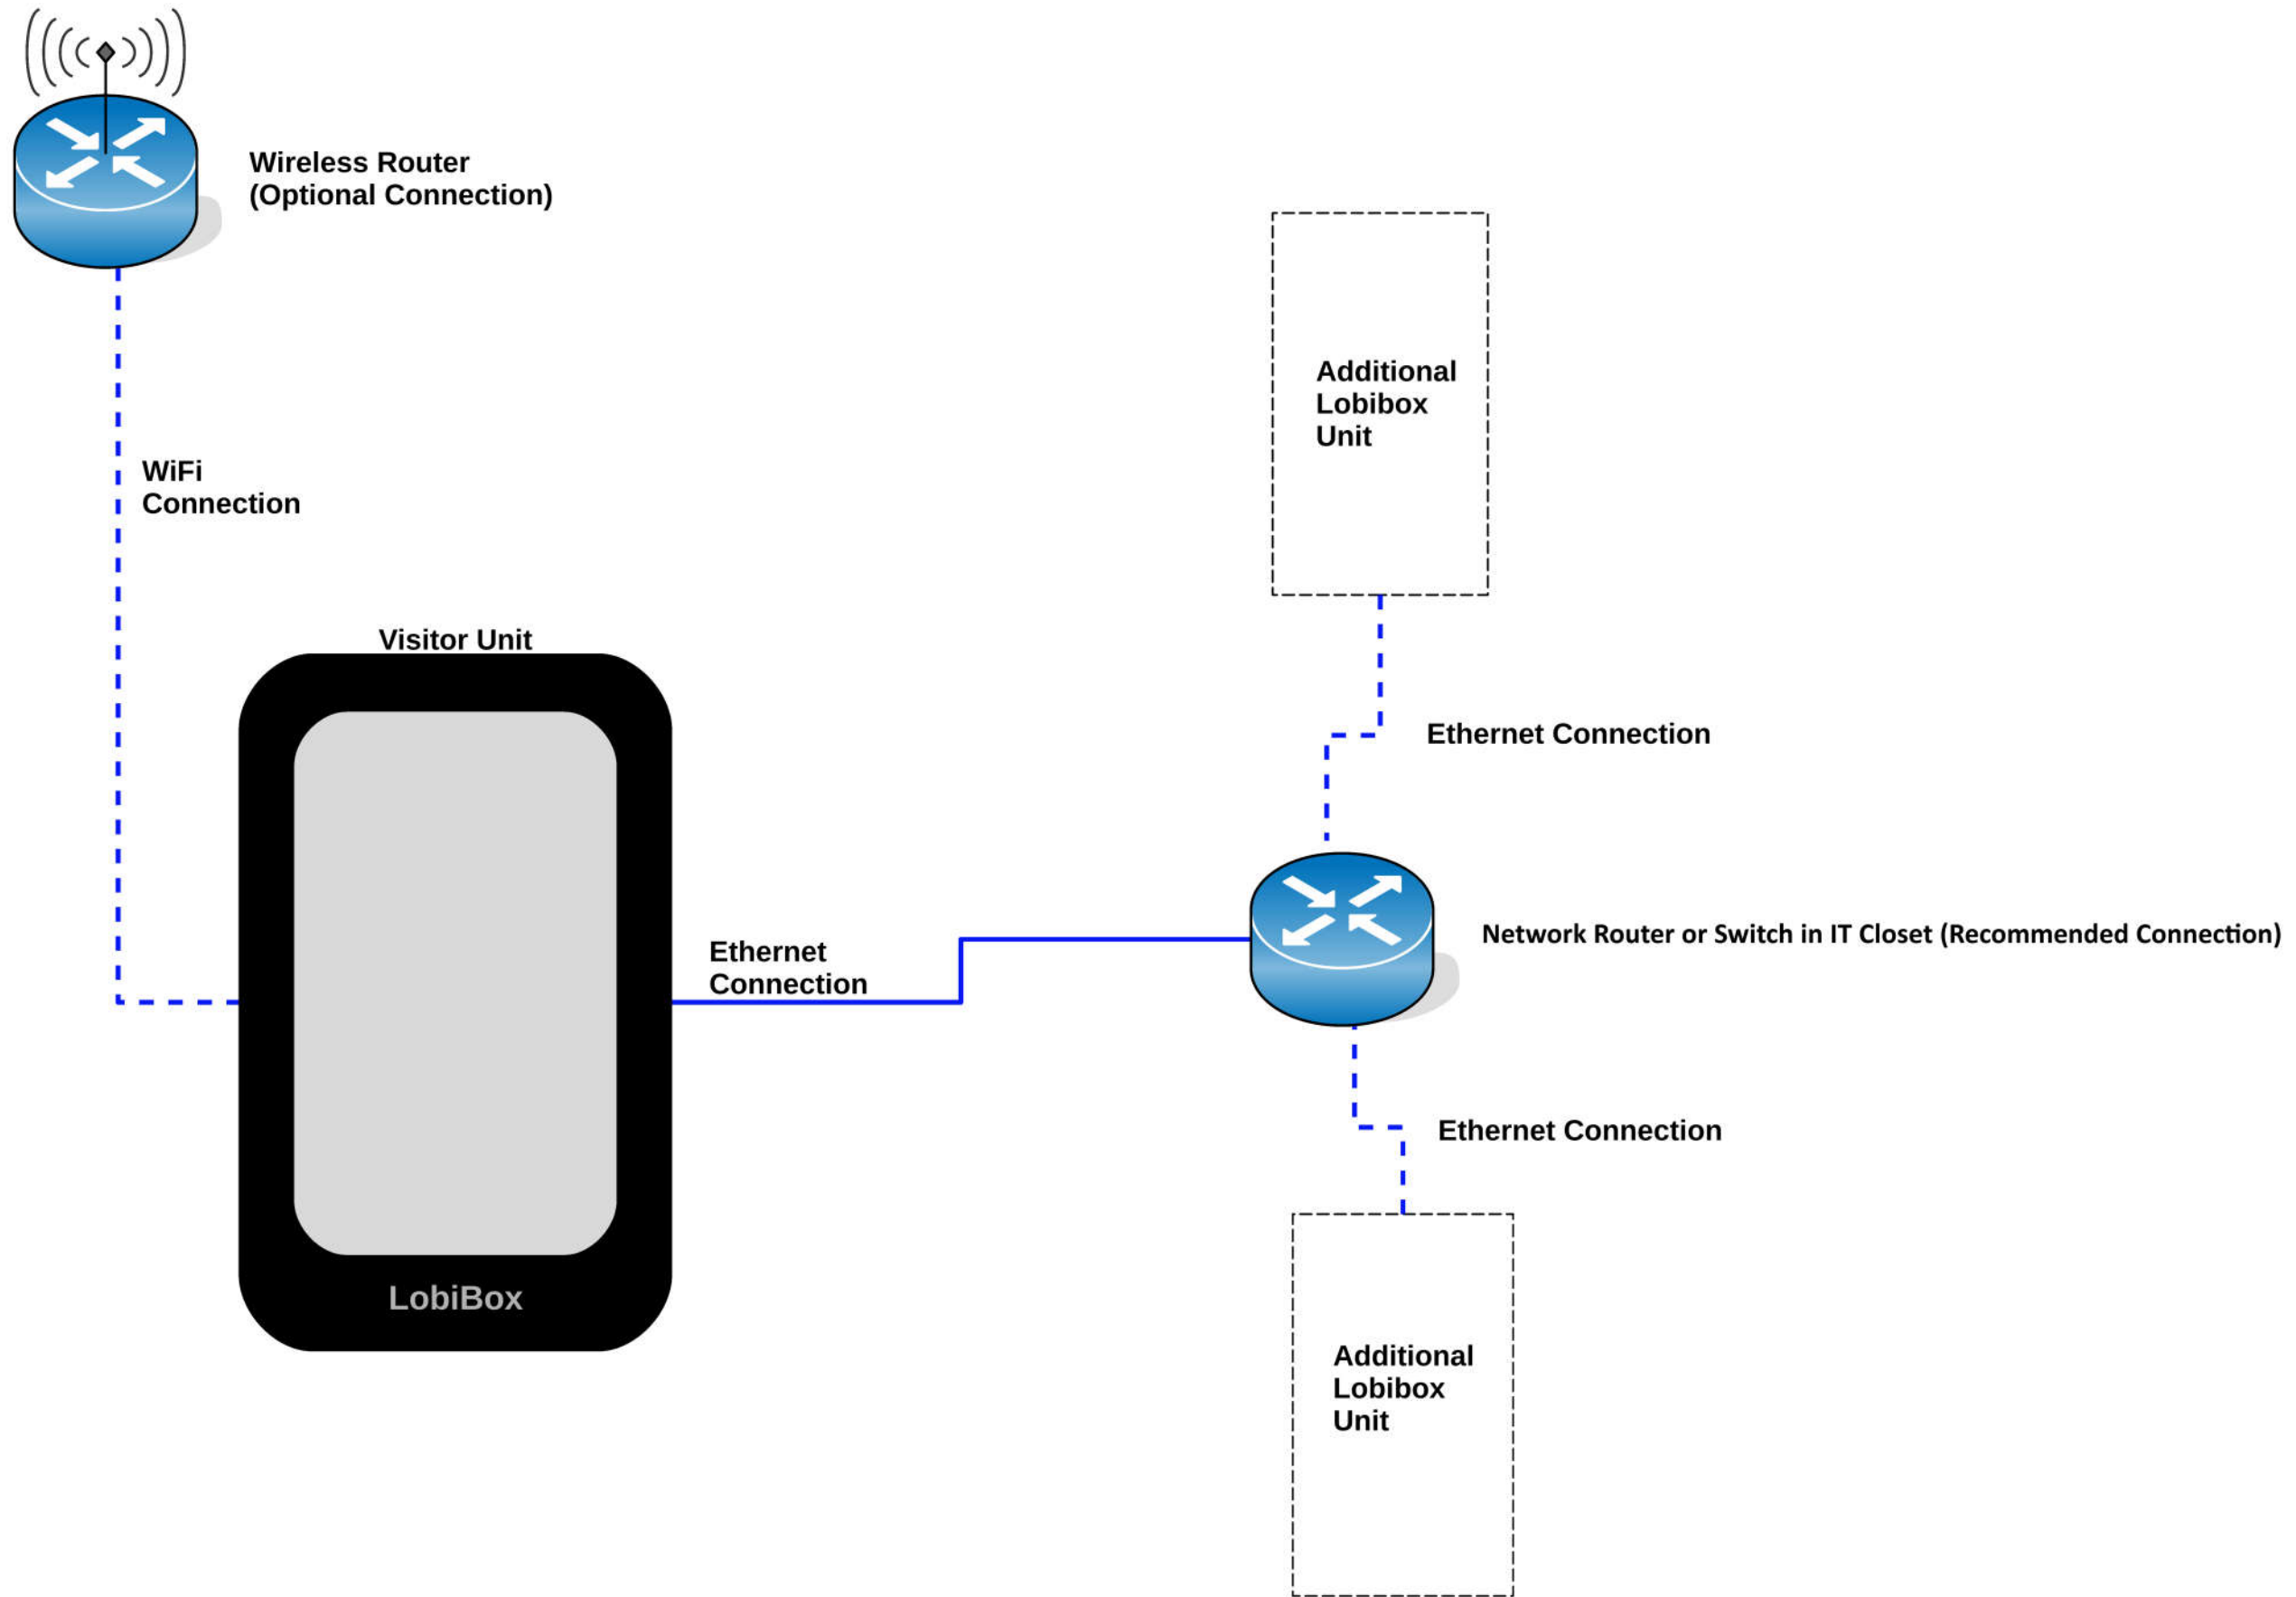 Wireless Router
(Optional Connection)
Additional
Lobibox
Unit
WiFi
Connection
Visitor Unit
Ethernet Connection
Ethernet
Connection
Network Router or Switch in IT Closet (Recommended Connection)
Ethernet Connection
LobiBox
Additional
Lobibox
Unit